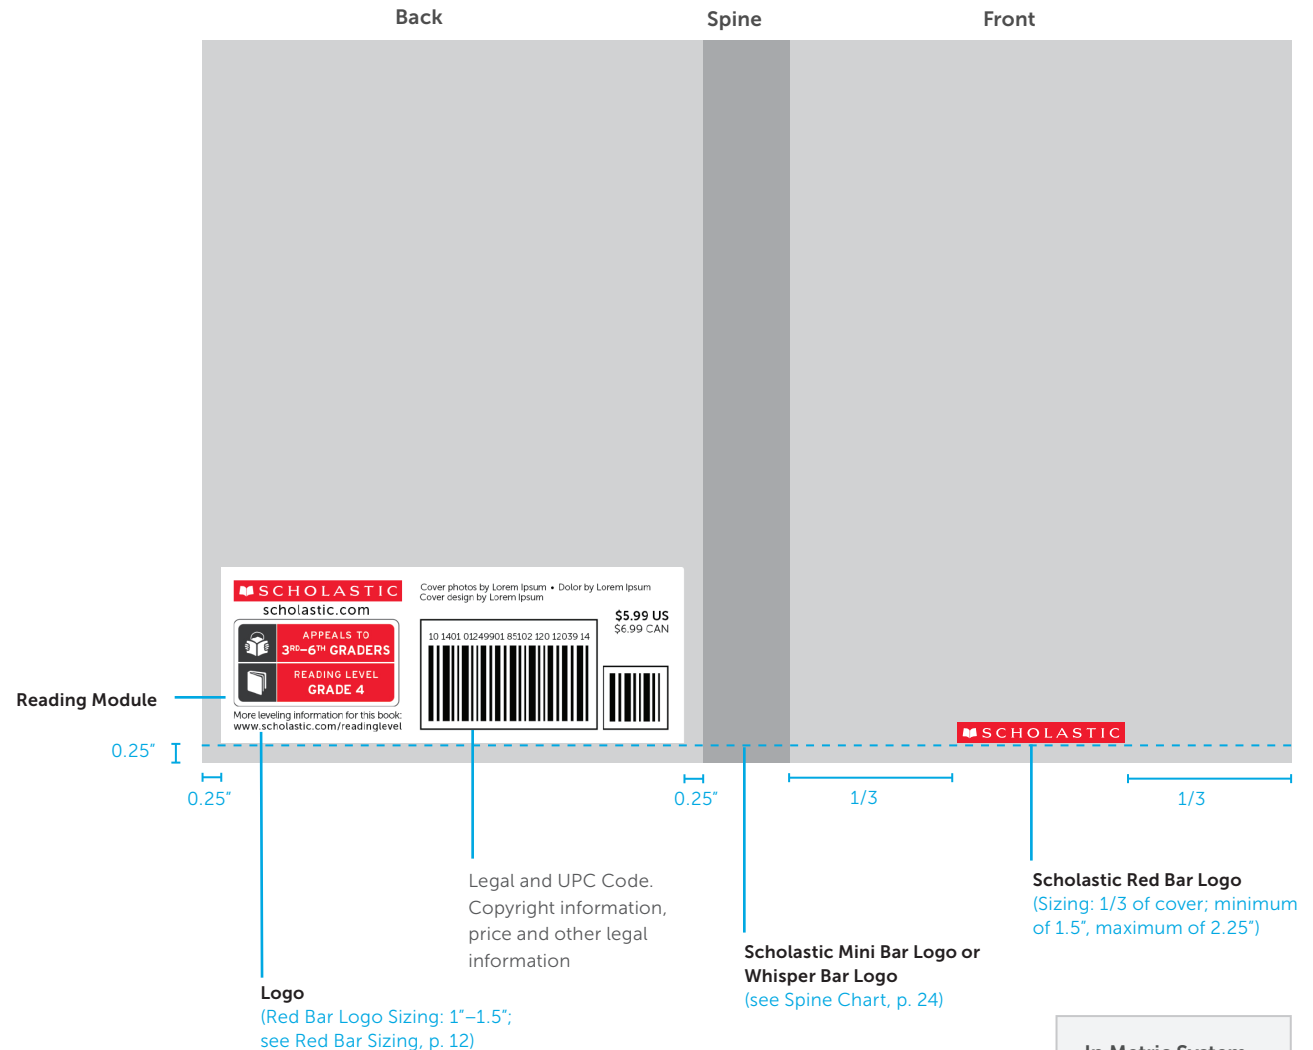 Back
Spine
Front
SCHOLASTIC
scholastic.com
APPEALS TO
3RD–6TH GRADERS
READING LEVEL
GRADE 4
More leveling information for this book:
www.scholastic.com/readinglevel
Cover photos by Lorem Ipsum • Dolor by Lorem Ipsum
Cover design by Lorem Ipsum
$5.99 US
$6.99 CAN
10 1401 01249901 85102 120 12039 14
Reading Module
SCHOLASTIC
0.25”
0.25”
0.25”
1/3
1/3
Legal and UPC Code.
Copyright information,
price and other legal
information
Scholastic Red Bar Logo
(Sizing: 1/3 of cover; minimum
of 1.5”, maximum of 2.25”)
Scholastic Mini Bar Logo or
Whisper Bar Logo
(see Spine Chart, p. 24)
Logo
(Red Bar Logo Sizing: 1”–1.5”;
see Red Bar Sizing, p. 12)
In Metric System